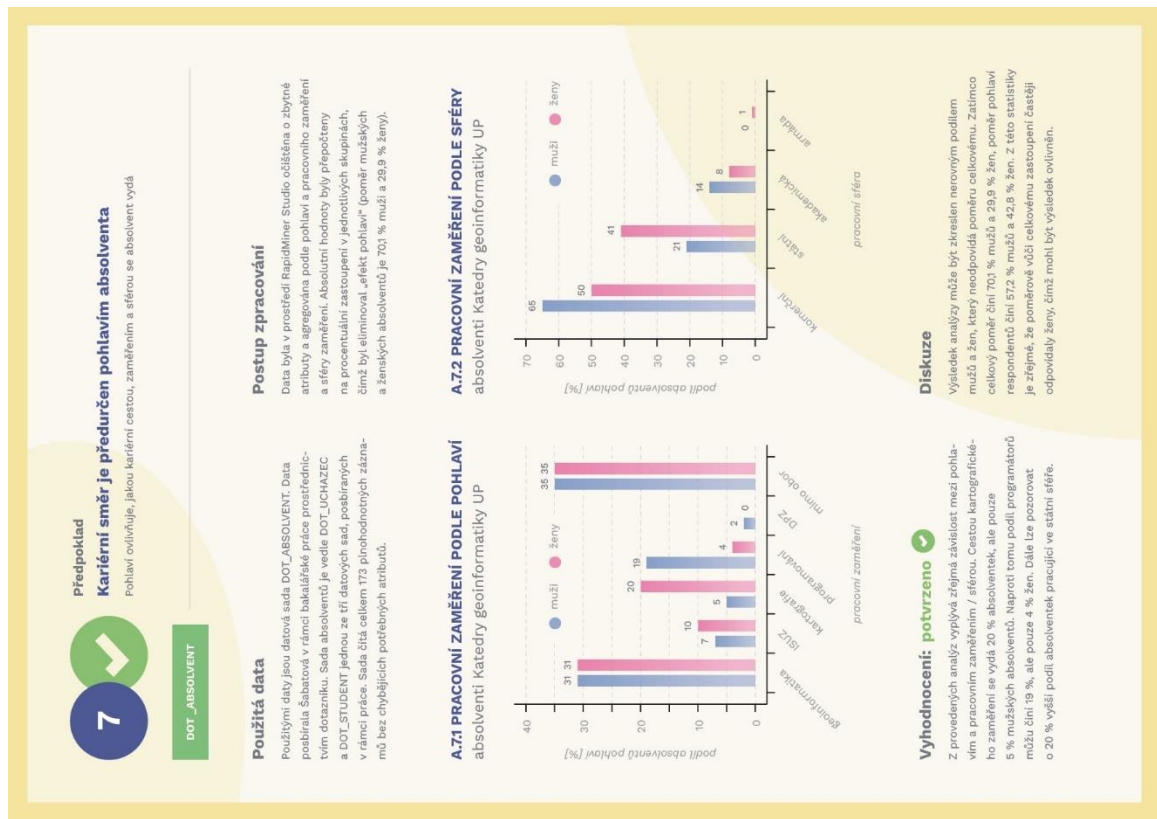 7
DOT_ABSOLVENT
Předpoklad
Kariérní směr je předurčen pohlavím absolventa
Pohlaví ovlivňuje, jakou kariérní cestou, zaměřením a sférou se absolvent vydá
Použitá data
Použitými daty jsou datová sada DOT_ABSOLVENT. Data
posbírala Šabatová v rámci bakalářské práce prostřednic-
tvím dotazníku. Sada absolventů je vedle DOT_UCHAZEC
a DOT_STUDENT jednou ze tří datových sad, posbíraných
v rámci práce. Sada čítá celkem 173 plnohodnotných zázna-
mů bez chybějících potřebných atributů.
Postup zpracování
Data byla v prostředí RapidMiner Studio očištěna o zbytné
atributy a agregována podle pohlaví a pracovního zaměření
a sféry zaměření. Absolutní hodnoty byly přepočteny
na procentuální zastoupení v jednotlivých skupinách,
čímž byl eliminoval „efekt pohlaví“ (poměr mužských
a ženských absolventů je 70,1 % muži a 29,9 % ženy).
A.7.1 PRACOVNÍ ZAMĚŘENÍ PODLE POHLAVÍ
absolventi Katedry geoinformatiky UP
muži ženy
podíl absolventů pohlaví [%]
40
30
20
10
0
31 31
7 10
5 20
19 4
2 0
35 35
geoinformatika
ISUZ
kartografie
programování
DPZ
mimo obor
pracovní zaměření
A.7.2 PRACOVNÍ ZAMĚŘENÍ PODLE SFÉRY
absolventi Katedry geoinformatiky UP
muži ženy
podíl absolventů pohlaví [%]
70
60
50
40
30
20
10
0
65 50
21 41
14 8
0 1
komerční
státní
akademická
armáda
pracovní sféra
Vyhodnocení: potvrzeno
Z provedených analýz vyplývá zřejmá závislost mezi pohla-
vím a pracovním zaměřením / sférou. Cestou kartografické-
ho zaměření se vydá 20 % absolventek, ale pouze
5 % mužských absolventů. Naproti tomu podíl programátorů
můžu činí 19 %, ale pouze 4 % žen. Dále lze pozorovat
o 20 % vyšší podíl absolventek pracující ve státní sféře.
Diskuze
Výsledek analýzy může být zkreslen nerovným podílem
mužů a žen, který neodpovídá poměru celkovému. Zatímco
celkový poměr činí 70,1 % mužů a 29,9 % žen, poměr pohlaví
respondentů činí 57,2 % mužů a 42,8 % žen. Z této statistiky
je zřejmé, že poměrově vůči celkovému zastoupení častěji
odpovídaly ženy, čímž mohl být výsledek ovlivněn.